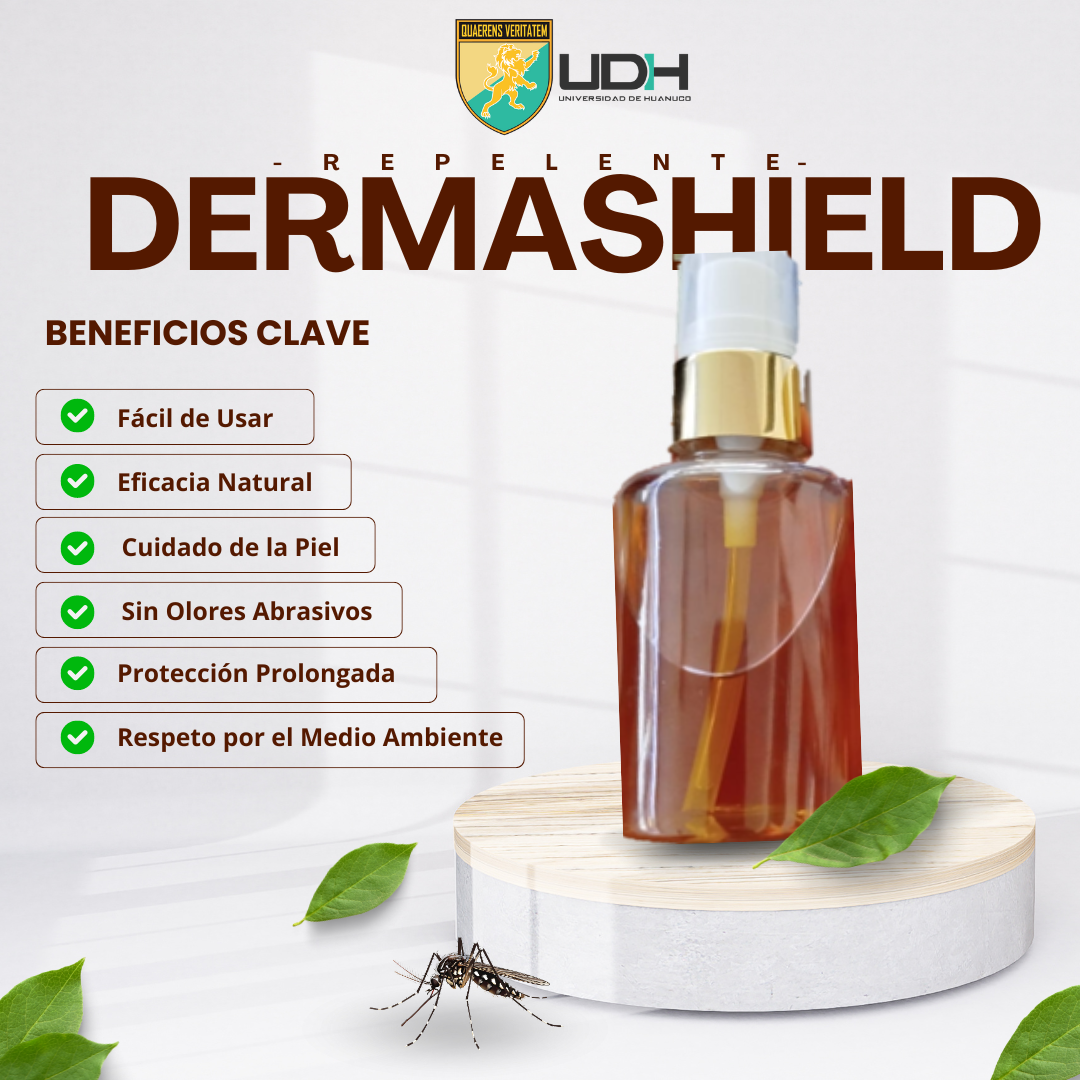 QUAERENS VERITATEM
UDH
UNIVERSIDAD DE HUANUCO
- REPELENTE-
DERMASHIELD
BENEFICIOS CLAVE
Fácil de Usar
Eficacia Natural
Cuidado de la Piel
Sin Olores Abrasivos
Protección Prolongada
Respeto por el Medio Ambiente